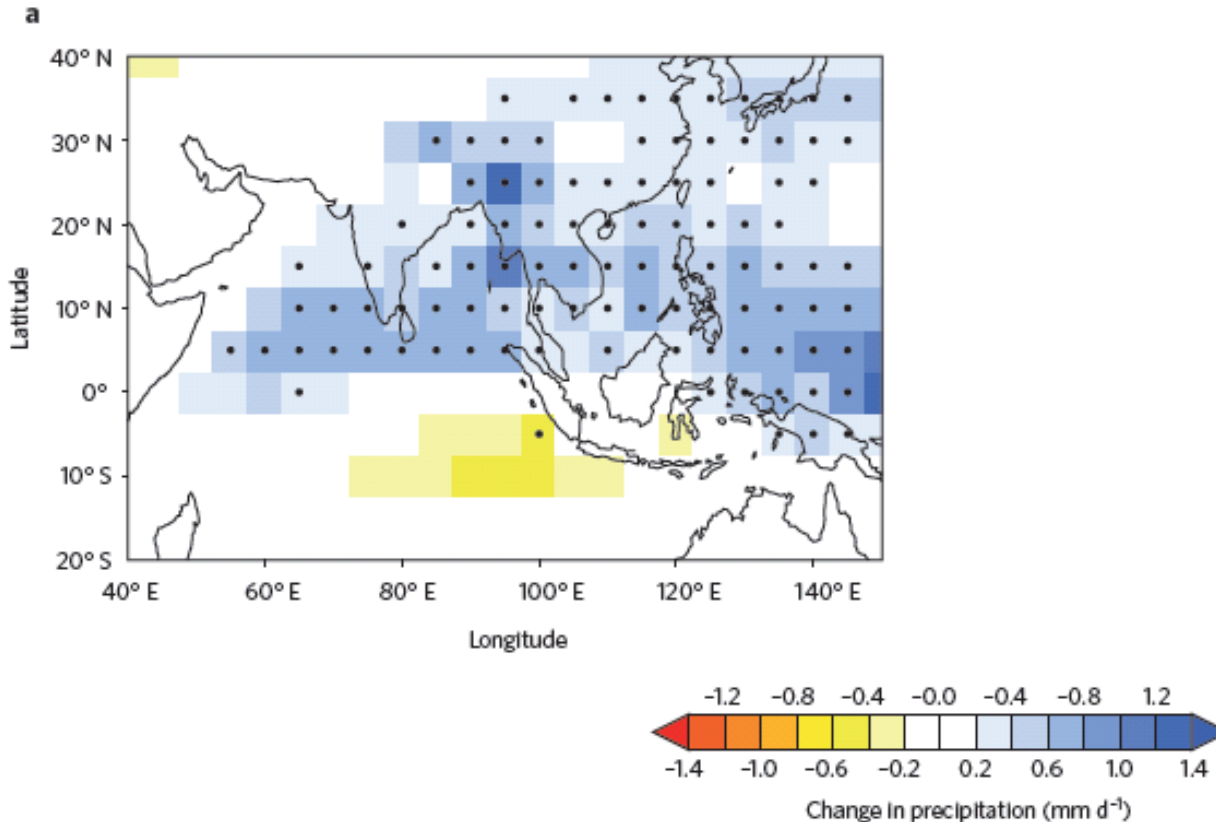 a
40° N
30° N
20° N
10° N
0°
10° S
20° S
Latitude
40° E 60° E 80° E 100° E 120° E 140° E
Longitude
−1.2 −0.8 −0.4 −0.0 −0.4 −0.8 1.2
−1.4 −1.0 −0.6 −0.2 0.2 0.6 1.0 1.4
Change in precipitation (mm d⁻¹)